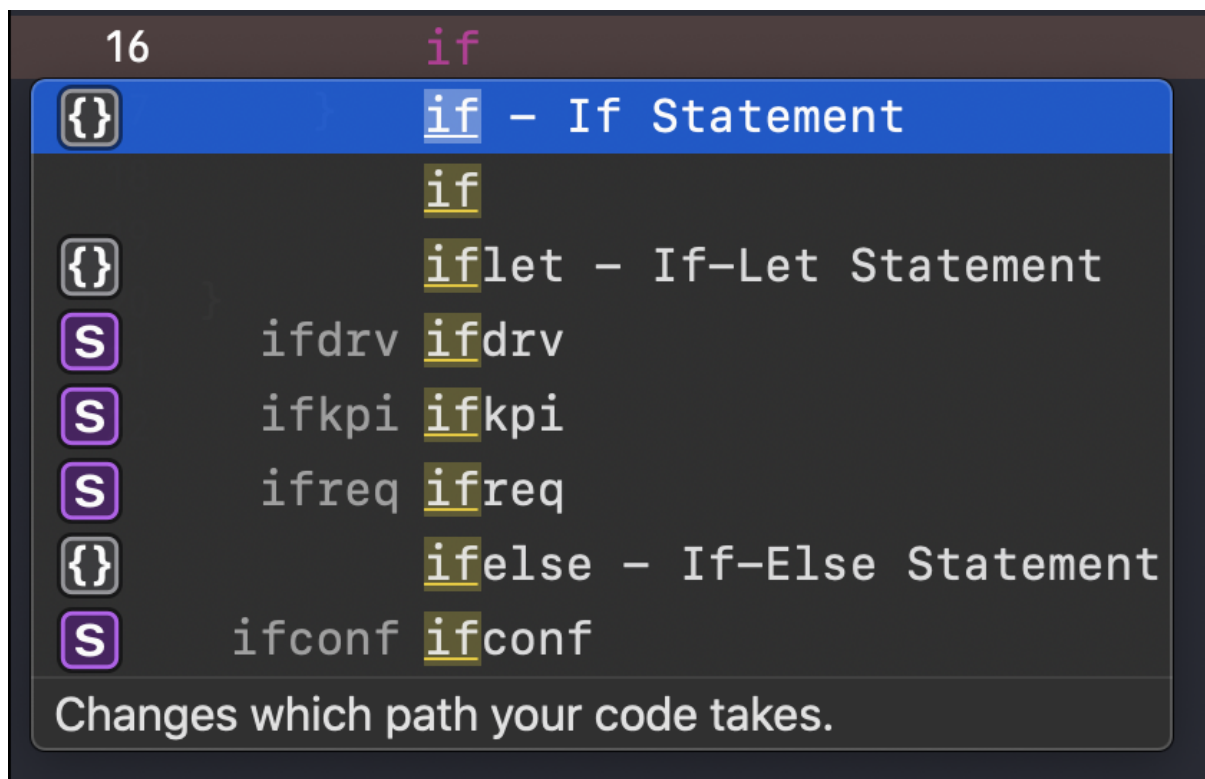 16 if
{} if – If Statement
if
{} iflet – If–Let Statement
S ifdrv ifdrv
S ifkpi ifkpi
S ifreq ifreq
{} ifelse – If–Else Statement
S ifconf ifconf
Changes which path your code takes.